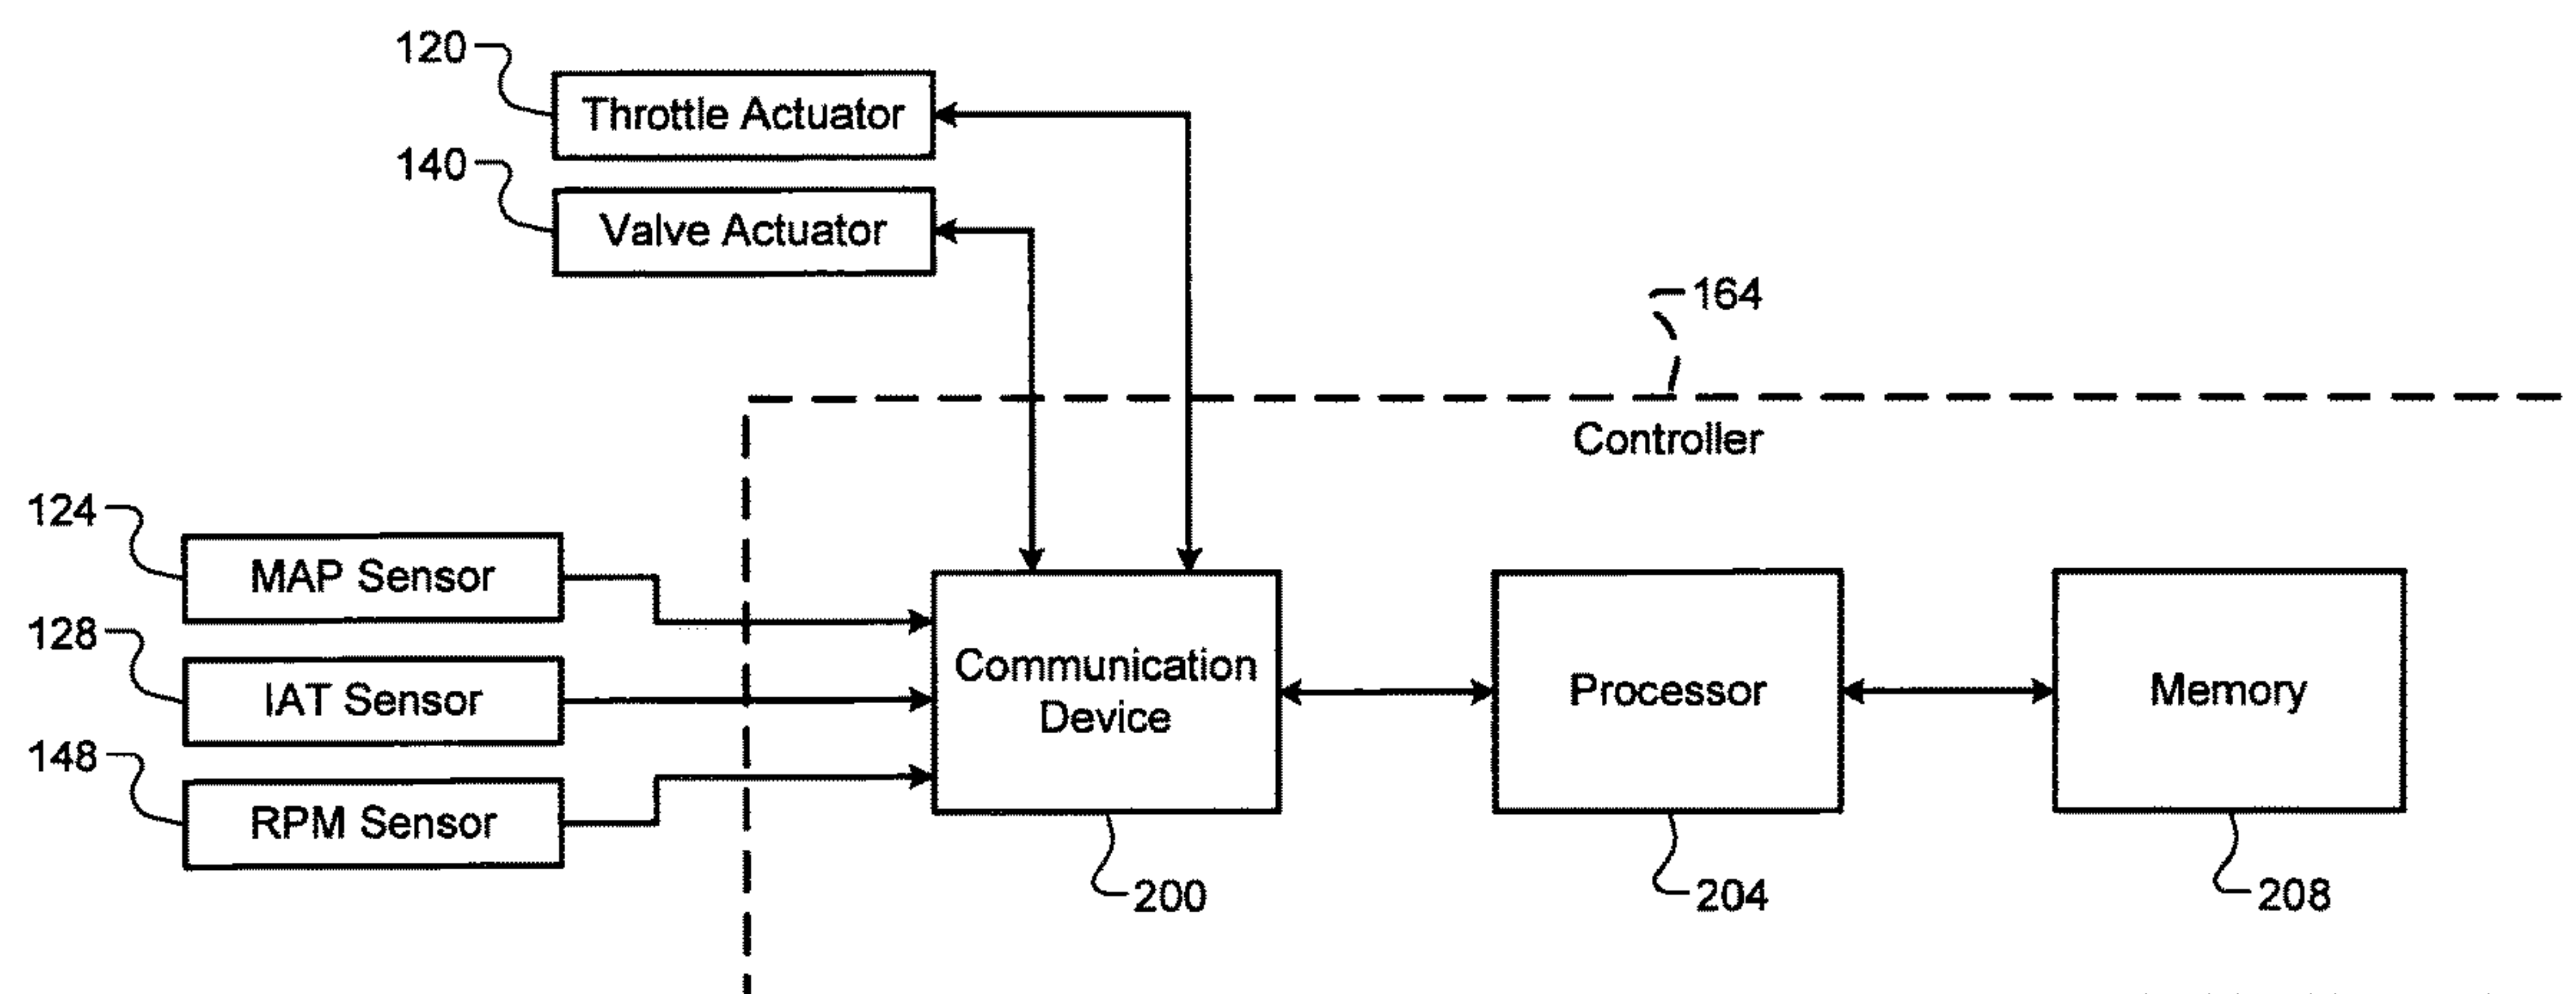 120
Throttle Actuator
140
Valve Actuator
164
Controller
124
MAP Sensor
128
IAT Sensor
148
RPM Sensor
Communication
Device
Processor
Memory
200
204
208